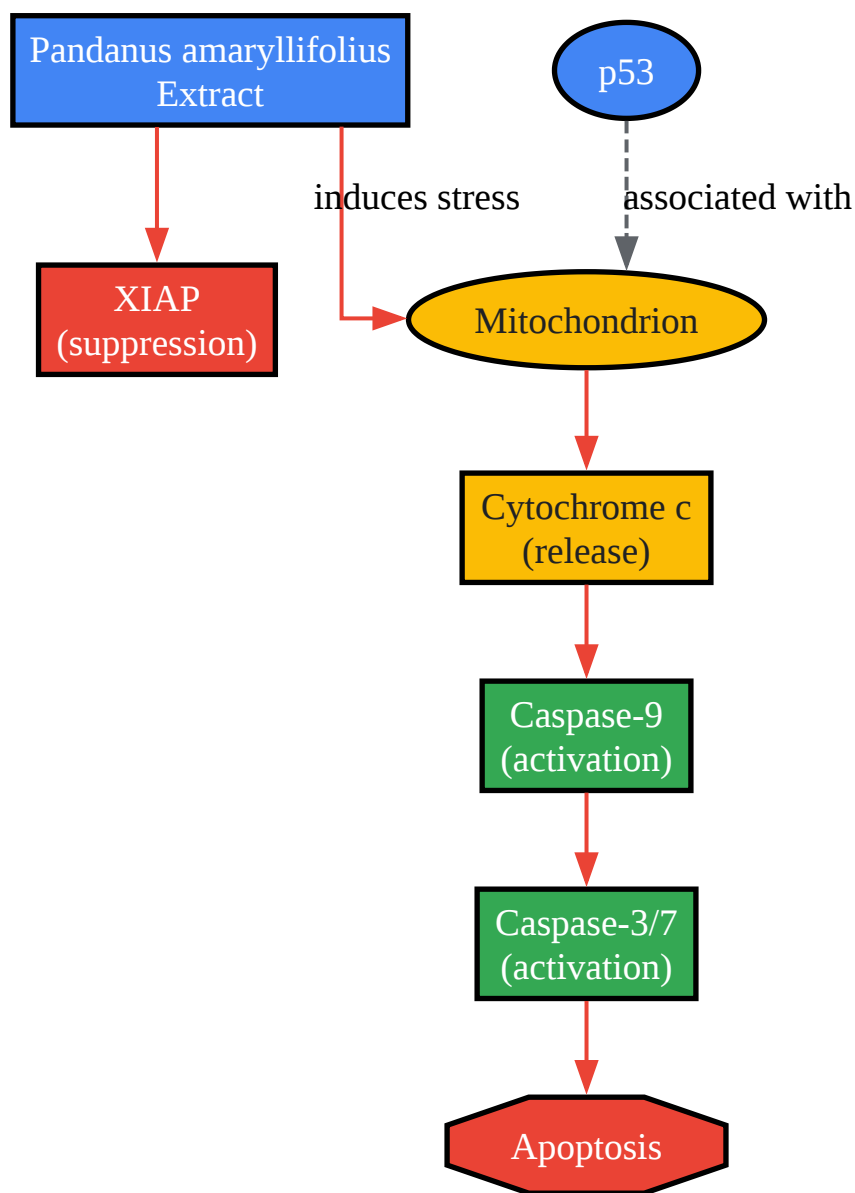 Pandanus amaryllifolius
Extract
p53
induces stress
associated with
XIAP
(suppression)
Mitochondrion
Cytochrome c
(release)
Caspase-9
(activation)
Caspase-3/7
(activation)
Apoptosis